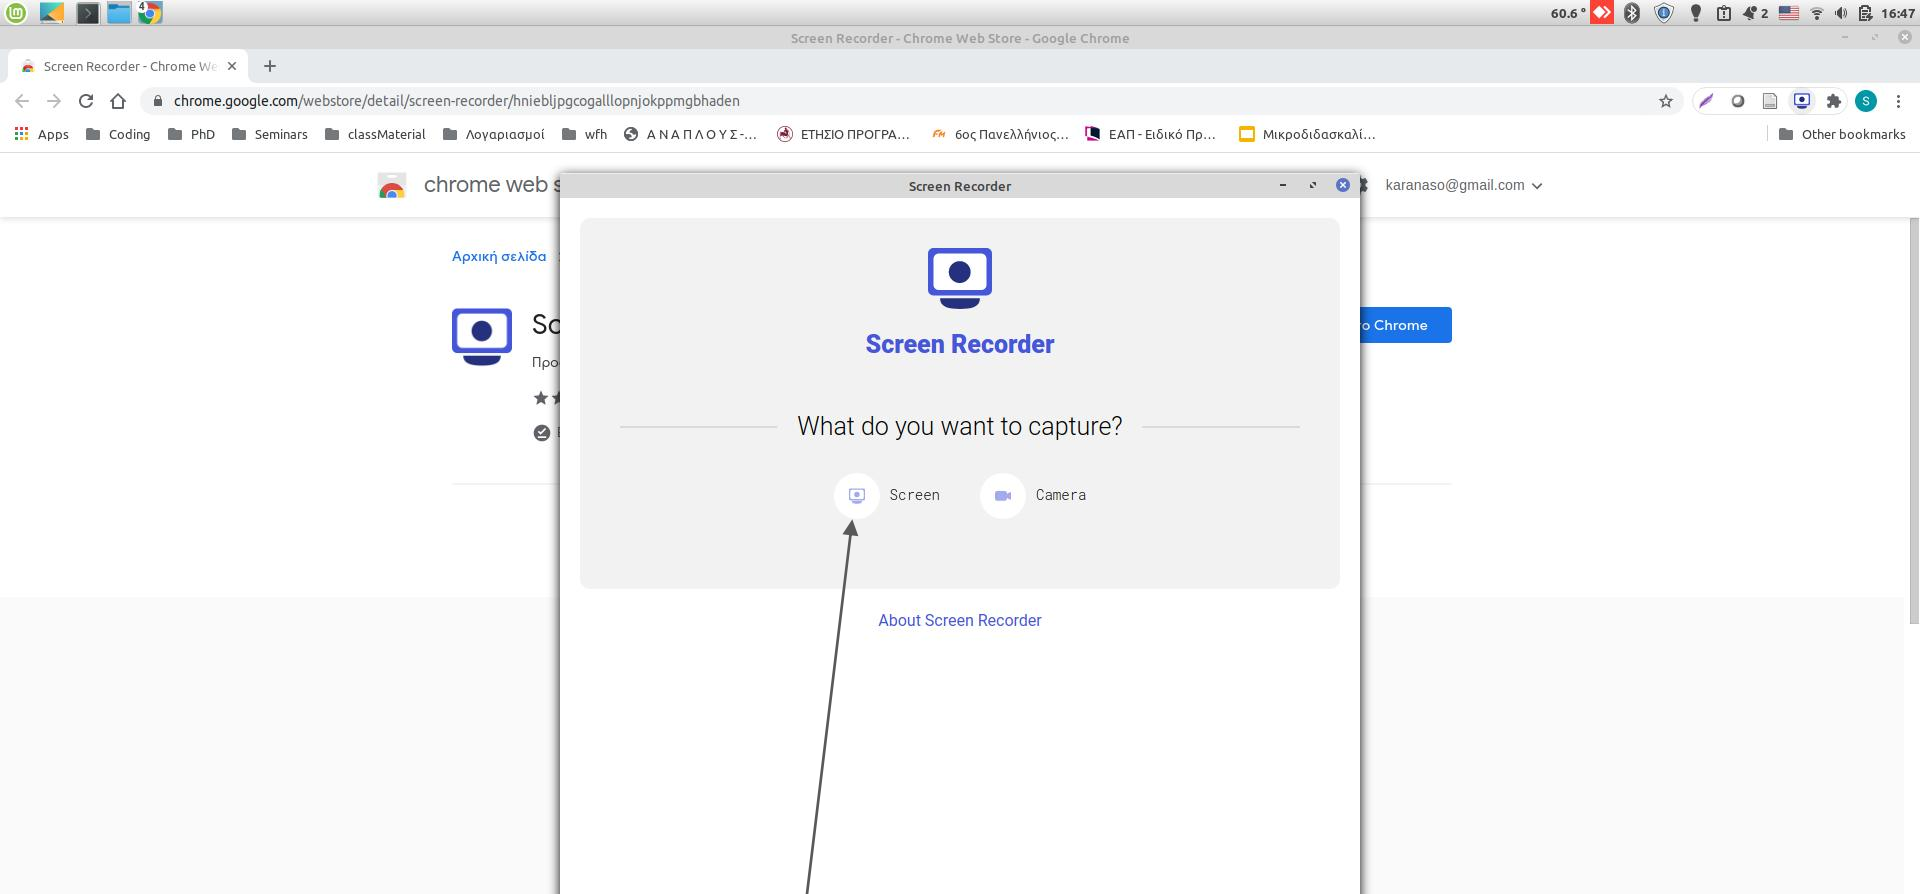 60.6 °
2
16:47
Screen Recorder - Chrome Web Store - Google Chrome
Screen Recorder - Chrome We
chrome.google.com/webstore/detail/screen-recorder/hniebljpgcogalllopnjokppmgbhaden
S
Apps Coding PhD Seminars classMaterial Λογαριασμοί wfh Α Ν Α Π Λ Ο Υ Σ -... ΕΤΗΣΙΟ ΠΡΟΓΡΑ... 6ος Πανελλήνιος... ΕΑΠ - Ειδικό Πρ... Μικροδιδασκαλί... Other bookmarks
chrome web s
Screen Recorder
karanaso@gmail.com
Αρχική σελίδα
Sc
Προ
ο Chrome
Screen Recorder
What do you want to capture?
Screen
Camera
About Screen Recorder